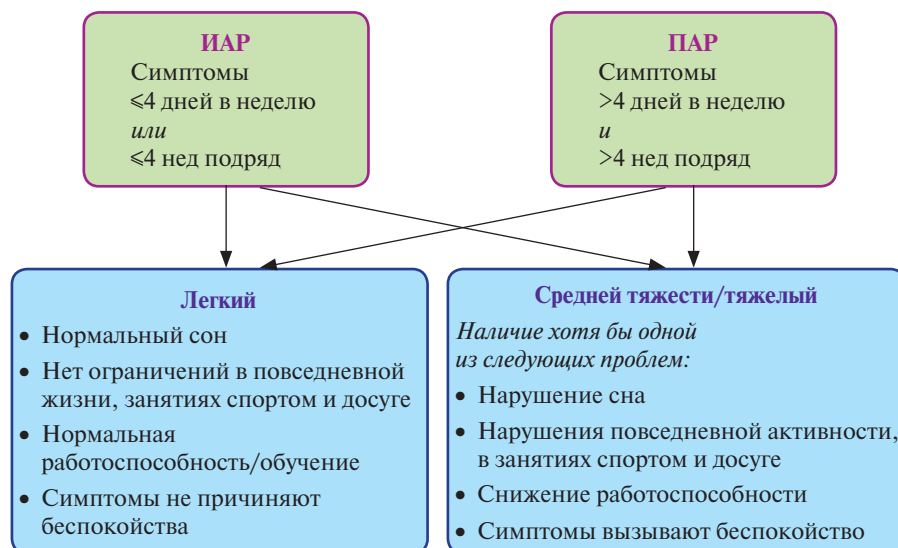 ИАР
Симптомы
⩽4 дней в неделю
или
⩽4 нед подряд
ПАР
Симптомы
>4 дней в неделю
и
>4 нед подряд
Легкий
• Нормальный сон
• Нет ограничений в повседневной
жизни, занятиях спортом и досуге
• Нормальная
работоспособность/обучение
• Симптомы не причиняют
беспокойства
Средней тяжести/тяжелый
Наличие хотя бы одной
из следующих проблем:
• Нарушение сна
• Нарушения повседневной активности,
в занятиях спортом и досуге
• Снижение работоспособности
• Симптомы вызывают беспокойство